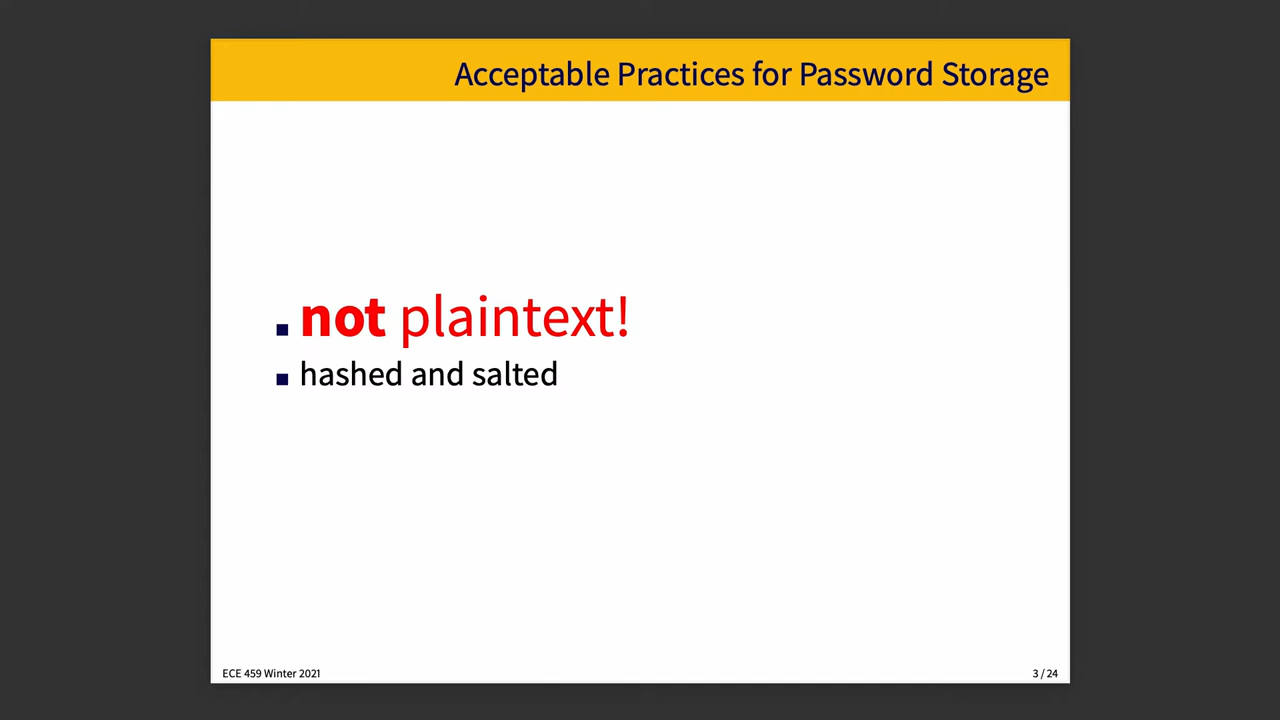 Acceptable Practices for Password Storage
not plaintext!
hashed and salted
ECE 459 Winter 2021
3 / 24